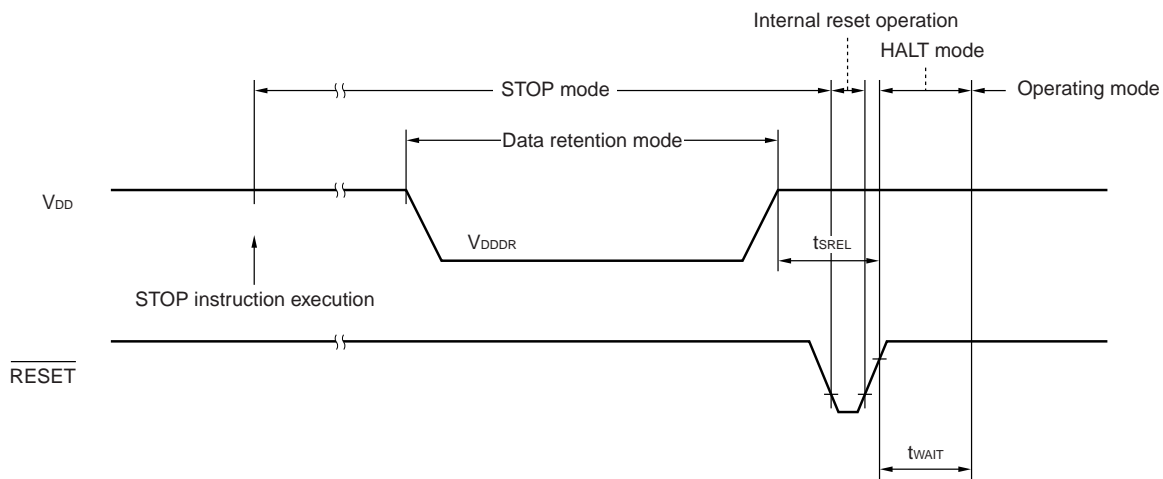 Internal reset operation
HALT mode
STOP mode
Operating mode
Data retention mode
VDD
VDDDR
tSREL
STOP instruction execution
RESET
tWAIT